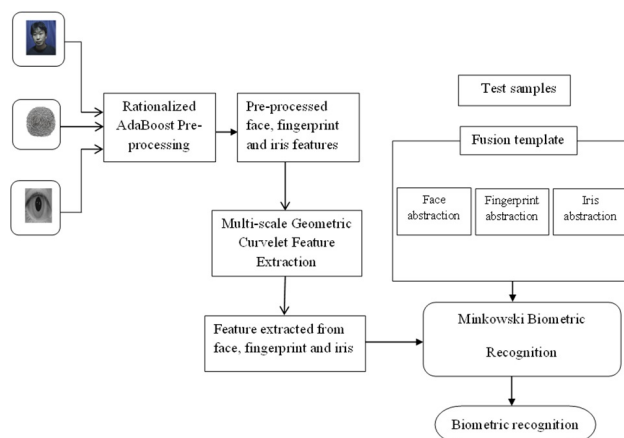 Rationalized
AdaBoost Pre-
processing
Pre-processed
face, fingerprint
and iris features
Multi-scale Geometric
Curvelet Feature
Extraction
Feature extracted from
face, fingerprint and iris
Test samples
Fusion template
Face
abstraction
Fingerprint
abstraction
Iris
abstraction
Minkowski Biometric
Recognition
Biometric recognition